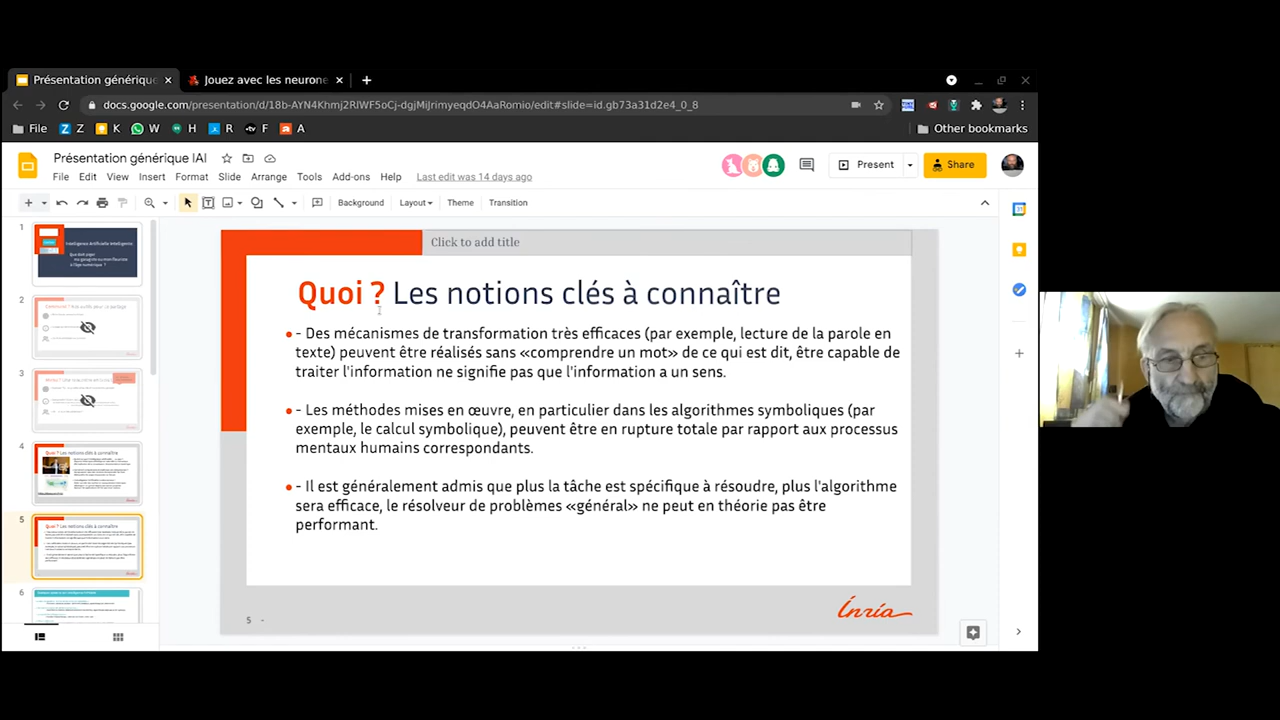 Présentation générique
Jouez avec les neurone
docs.google.com/presentation/d/18b-AYN4Khmj2RlWF5oCj-dgjMiJrimyeqdO4AaRomio/edit#slide=id.gb73a31d2e4_0_8
File Z Z K W H R F A Other bookmarks
Présentation générique IAI
Present
Share
File Edit View Insert Format Slide Arrange Tools Add-ons Help Last edit was 14 days ago
Background Layout Theme Transition
1
2
3
4
5
6
Click to add title
Quoi ? Les notions clés à connaître
- Des mécanismes de transformation très efficaces (par exemple, lecture de la parole en
texte) peuvent être réalisés sans «comprendre un mot» de ce qui est dit, être capable de
traiter l'information ne signifie pas que l'information a un sens.
- Les méthodes mises en œuvre, en particulier dans les algorithmes symboliques (par
exemple, le calcul symbolique), peuvent être en rupture totale par rapport aux processus
mentaux humains correspondants.
- Il est généralement admis que plus la tâche est spécifique à résoudre, plus l'algorithme
sera efficace, le résolveur de problèmes «général» ne peut en théorie pas être
performant.
Inria
5 -